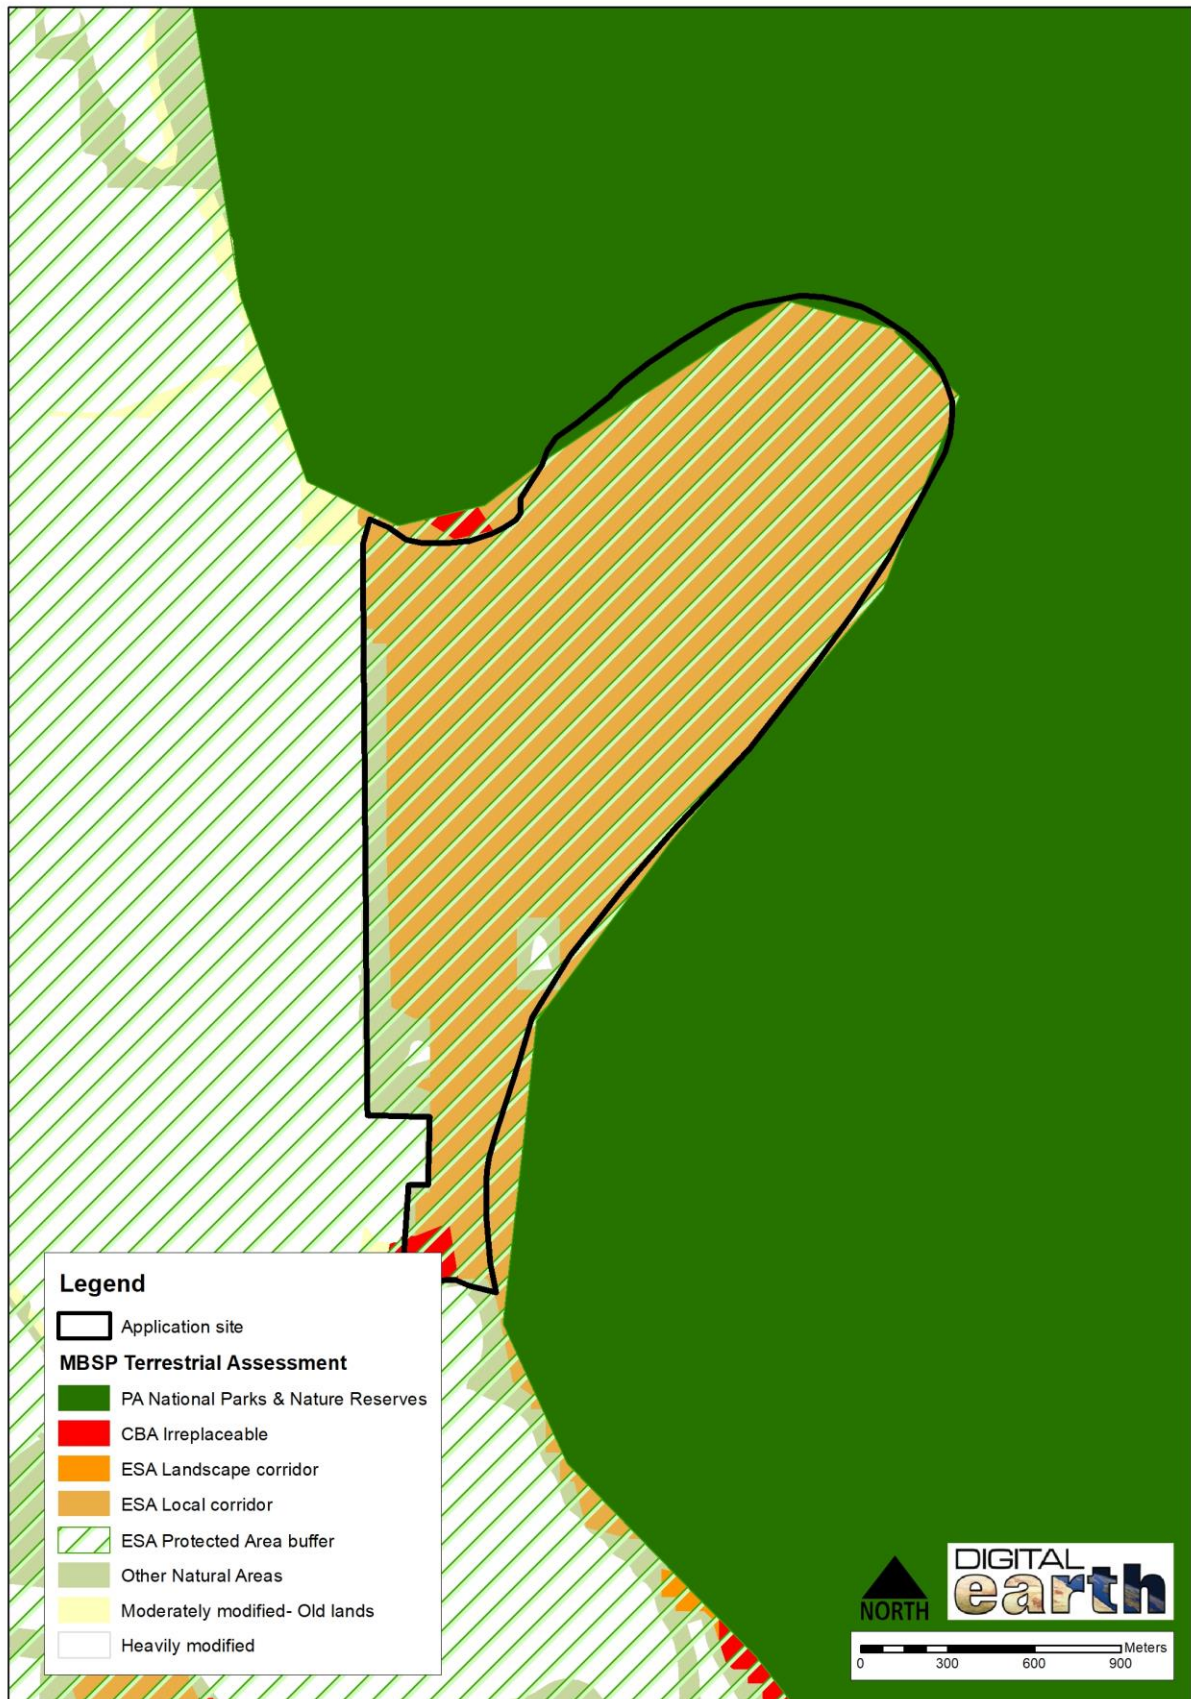 Legend
Application site
MBSP Terrestrial Assessment
PA National Parks & Nature Reserves
CBA Irreplaceable
ESA Landscape corridor
ESA Local corridor
ESA Protected Area buffer
Other Natural Areas
Moderately modified- Old lands
Heavily modified
NORTH
DIGITAL
earth
Meters
0 300 600 900